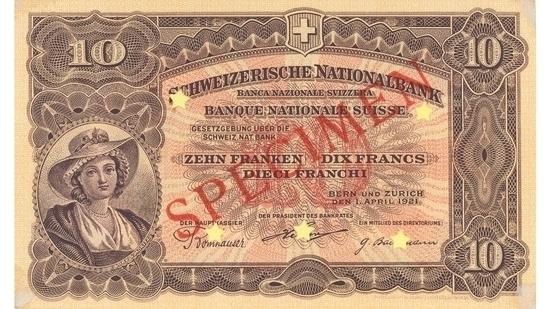 10
10
SCHWEIZERISCHE NATIONALBANK
BANCA NAZIONALE SVIZZERA
BANQUE NATIONALE SUISSE
GESETZGEBUNG ÜBER DIE
SCHWEIZ. NAT. BANK
ZEHN FRANKEN DIX FRANCS
DIECI FRANCHI
SPECIMEN
BERN UND ZÜRICH
DEN 1. APRIL 1921.
DER HAUPTKASSIER: DER PRÄSIDENT DES BANKRATES: EIN MITGLIED DES DIREKTORIUMS:
10